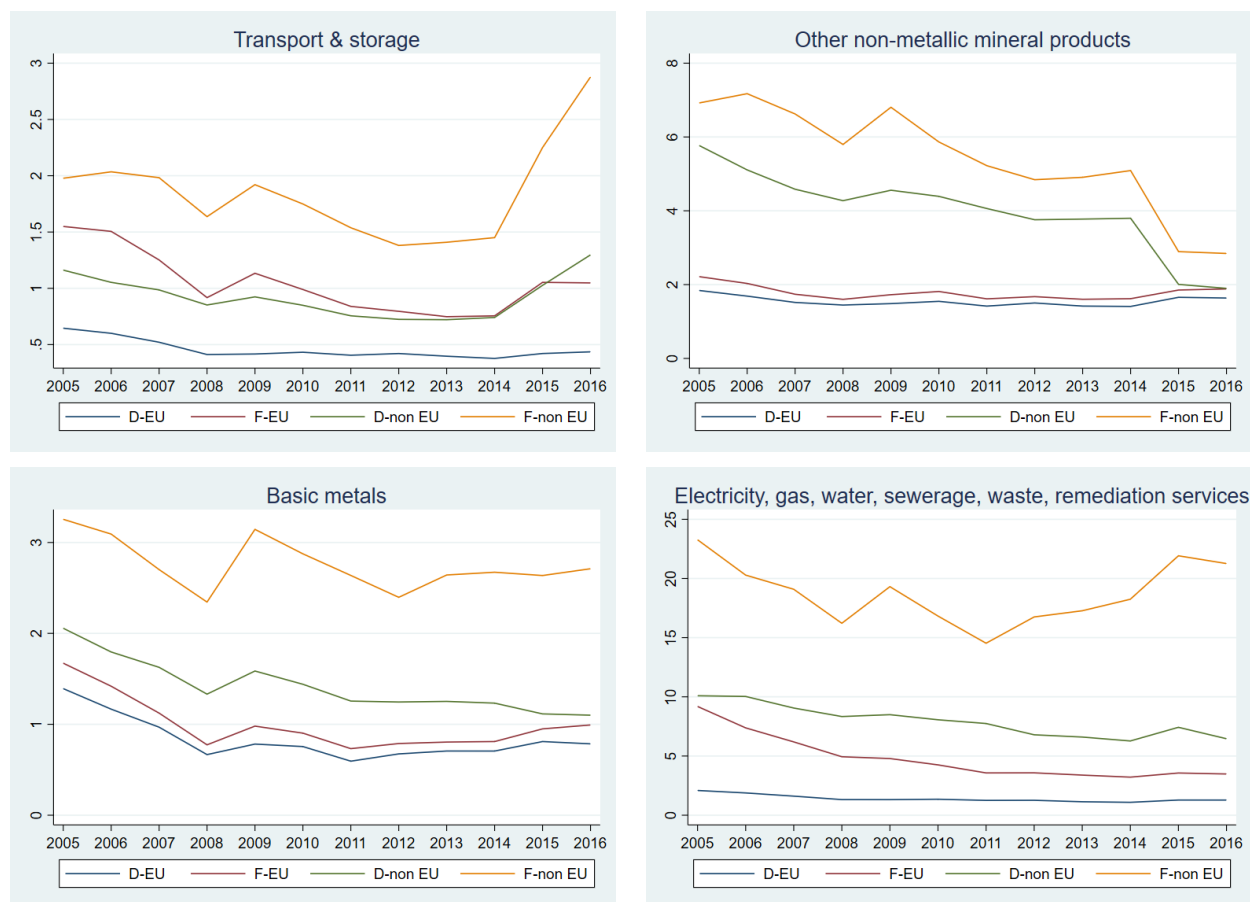 Transport & storage
3
2.5
2
1.5
1
.5
2005 2006 2007 2008 2009 2010 2011 2012 2013 2014 2015 2016
D-EU F-EU D-non EU F-non EU
Other non-metallic mineral products
8
6
4
2
0
2005 2006 2007 2008 2009 2010 2011 2012 2013 2014 2015 2016
D-EU F-EU D-non EU F-non EU
Basic metals
3
2
1
0
2005 2006 2007 2008 2009 2010 2011 2012 2013 2014 2015 2016
D-EU F-EU D-non EU F-non EU
Electricity, gas, water, sewerage, waste, remediation services
25
20
15
10
5
0
2005 2006 2007 2008 2009 2010 2011 2012 2013 2014 2015 2016
D-EU F-EU D-non EU F-non EU